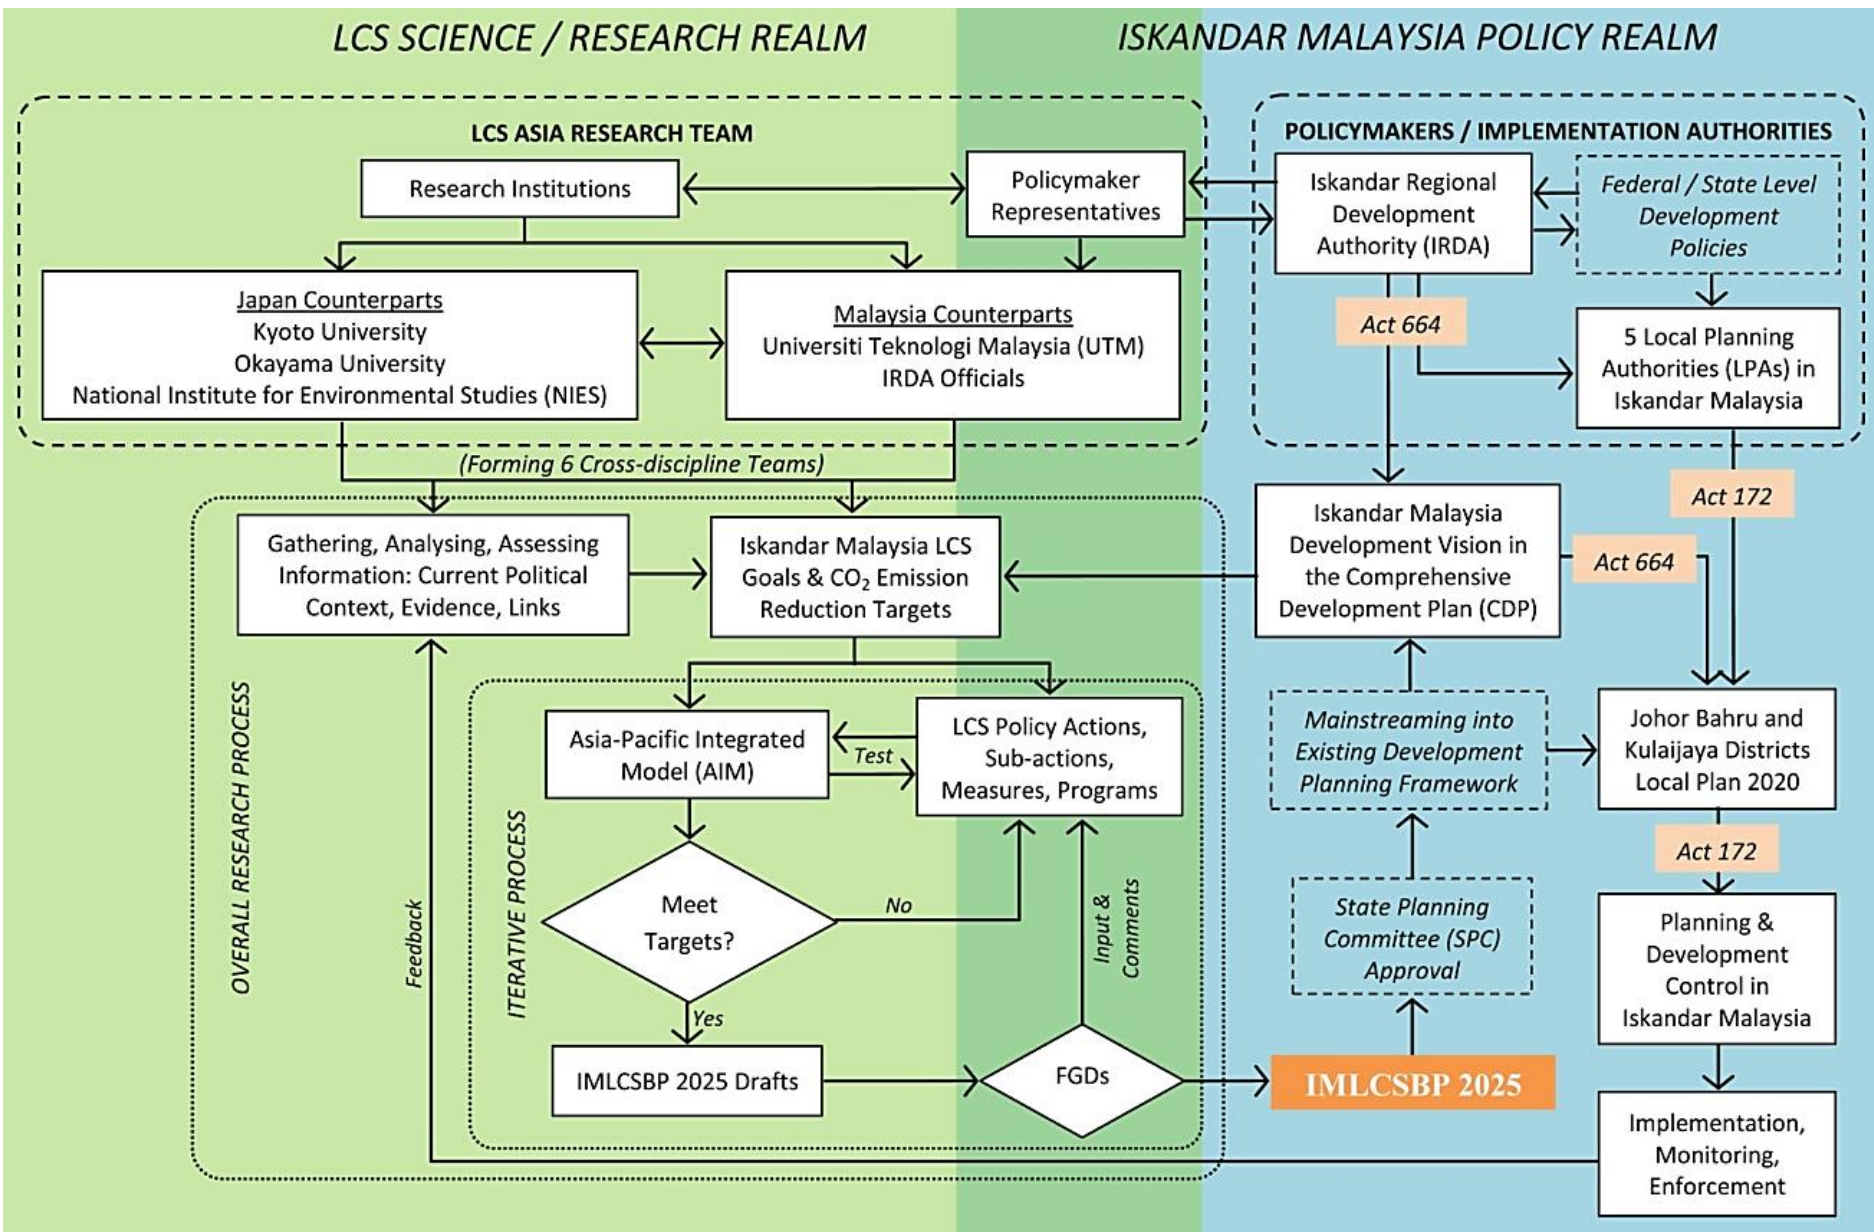 LCS SCIENCE / RESEARCH REALM
ISKANDAR MALAYSIA POLICY REALM
LCS ASIA RESEARCH TEAM
Research Institutions
Policymaker
Representatives
Japan Counterparts
Kyoto University
Okayama University
National Institute for Environmental Studies (NIES)
Malaysia Counterparts
Universiti Teknologi Malaysia (UTM)
IRDA Officials
POLICYMAKERS / IMPLEMENTATION AUTHORITIES
Iskandar Regional
Development
Authority (IRDA)
Federal / State Level
Development
Policies
Act 664
5 Local Planning
Authorities (LPAs) in
Iskandar Malaysia
(Forming 6 Cross-discipline Teams)
Act 172
Gathering, Analysing, Assessing
Information: Current Political
Context, Evidence, Links
Iskandar Malaysia LCS
Goals & CO₂ Emission
Reduction Targets
Iskandar Malaysia
Development Vision in
the Comprehensive
Development Plan (CDP)
Act 664
OVERALL RESEARCH PROCESS
Feedback
ITERATIVE PROCESS
Asia-Pacific Integrated
Model (AIM)
Test
LCS Policy Actions,
Sub-actions,
Measures, Programs
Mainstreaming into
Existing Development
Planning Framework
Johor Bahru and
Kulaijaya Districts
Local Plan 2020
Act 172
Meet
Targets?
No
Yes
Input &
Comments
State Planning
Committee (SPC)
Approval
Planning &
Development
Control in
Iskandar Malaysia
IMLCSBP 2025 Drafts
FGDs
IMLCSBP 2025
Implementation,
Monitoring,
Enforcement